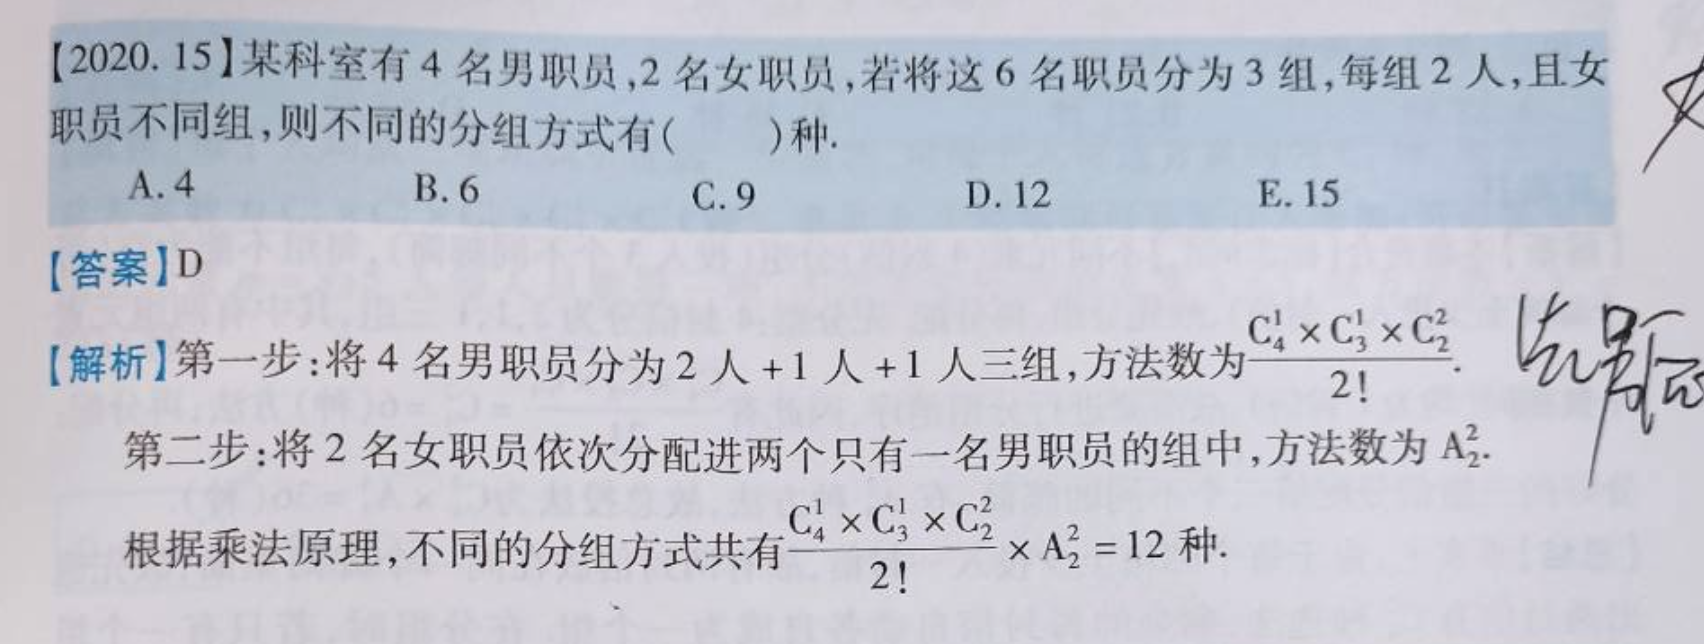 【2020.15】某科室有 4 名男职员,2 名女职员,若将这 6 名职员分为 3 组,每组 2 人,且女
职员不同组,则不同的分组方式有(  )种.
A. 4  B. 6  C. 9  D. 12  E. 15
【答案】D
【解析】第一步:将 4 名男职员分为 2 人 +1 人 +1 人三组,方法数为 $\frac{C_4^1 \times C_3^1 \times C_2^2}{2!}$.
第二步:将 2 名女职员依次分配进两个只有一名男职员的组中,方法数为 $A_2^2$.
根据乘法原理,不同的分组方式共有 $\frac{C_4^1 \times C_3^1 \times C_2^2}{2!} \times A_2^2 = 12$ 种.